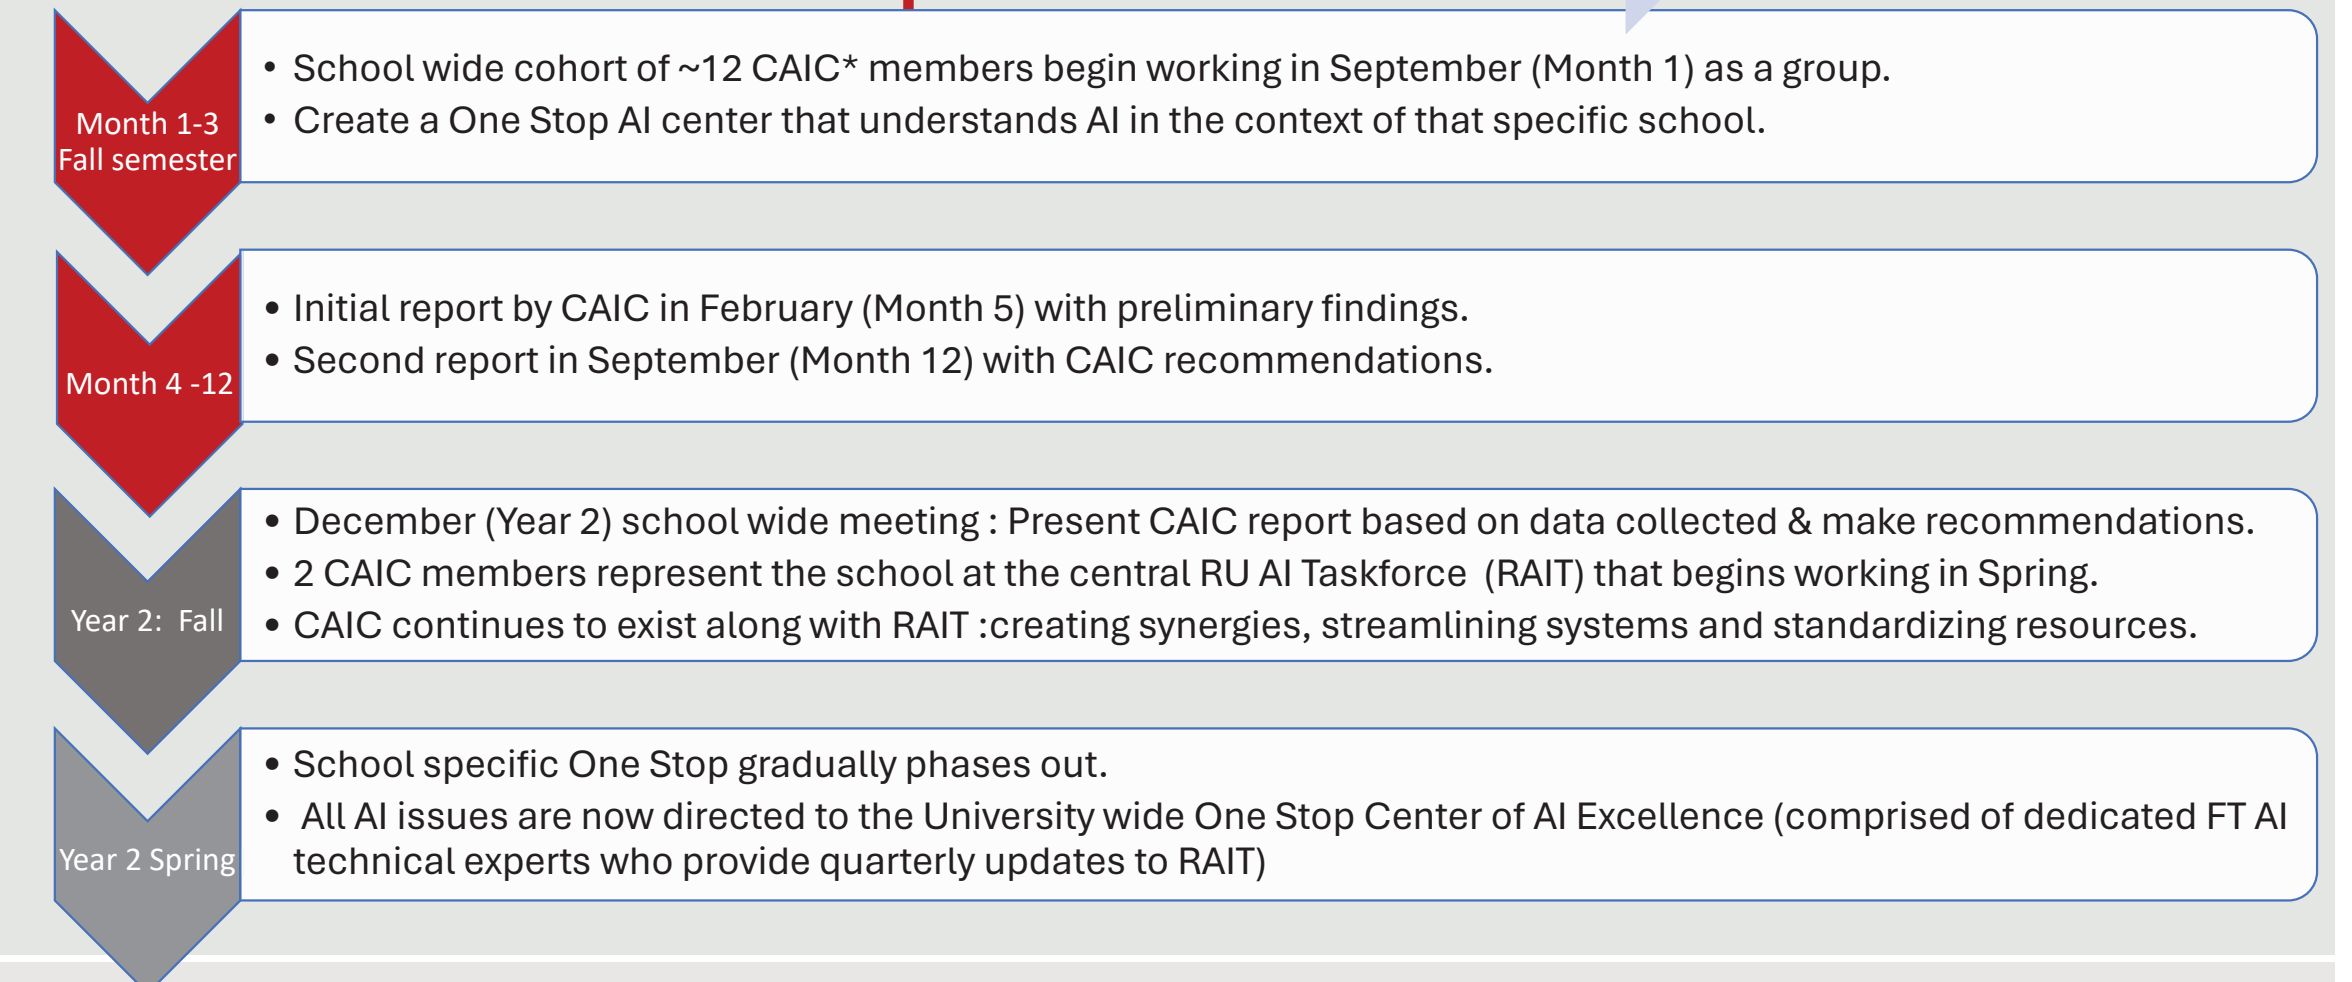 Month 1-3
Fall semester
• School wide cohort of ~12 CAIC* members begin working in September (Month 1) as a group.
• Create a One Stop AI center that understands AI in the context of that specific school.
Month 4 -12
• Initial report by CAIC in February (Month 5) with preliminary findings.
• Second report in September (Month 12) with CAIC recommendations.
Year 2: Fall
• December (Year 2) school wide meeting : Present CAIC report based on data collected & make recommendations.
• 2 CAIC members represent the school at the central RU AI Taskforce (RAIT) that begins working in Spring.
• CAIC continues to exist along with RAIT :creating synergies, streamlining systems and standardizing resources.
Year 2 Spring
• School specific One Stop gradually phases out.
• All AI issues are now directed to the University wide One Stop Center of AI Excellence (comprised of dedicated FT AI
technical experts who provide quarterly updates to RAIT)